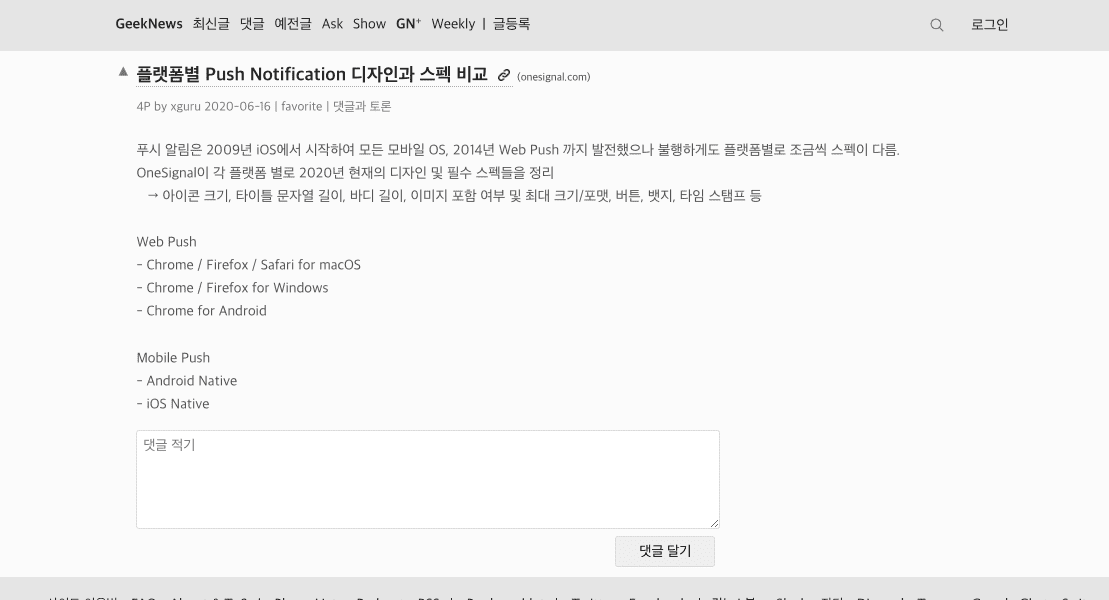 GeekNews 최신글 댓글 예전글 Ask Show GN⁺ Weekly | 글등록 로그인
▲ 플랫폼별 Push Notification 디자인과 스펙 비교 (onesignal.com)
4P by xguru 2020-06-16 | favorite | 댓글과 토론
푸시 알림은 2009년 iOS에서 시작하여 모든 모바일 OS, 2014년 Web Push 까지 발전했으나 불행하게도 플랫폼별로 조금씩 스펙이 다름.
OneSignal이 각 플랫폼 별로 2020년 현재의 디자인 및 필수 스펙들을 정리
→ 아이콘 크기, 타이틀 문자열 길이, 바디 길이, 이미지 포함 여부 및 최대 크기/포맷, 버튼, 뱃지, 타임 스탬프 등
Web Push
- Chrome / Firefox / Safari for macOS
- Chrome / Firefox for Windows
- Chrome for Android
Mobile Push
- Android Native
- iOS Native
댓글 적기
댓글 달기